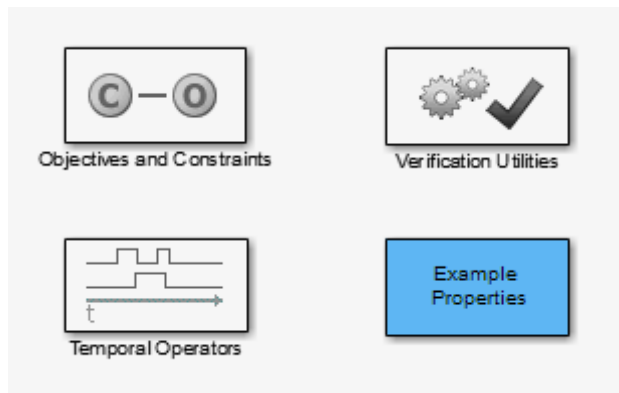 C O
Objectives and Constraints
Verification Utilities
t
Temporal Operators
Example
Properties